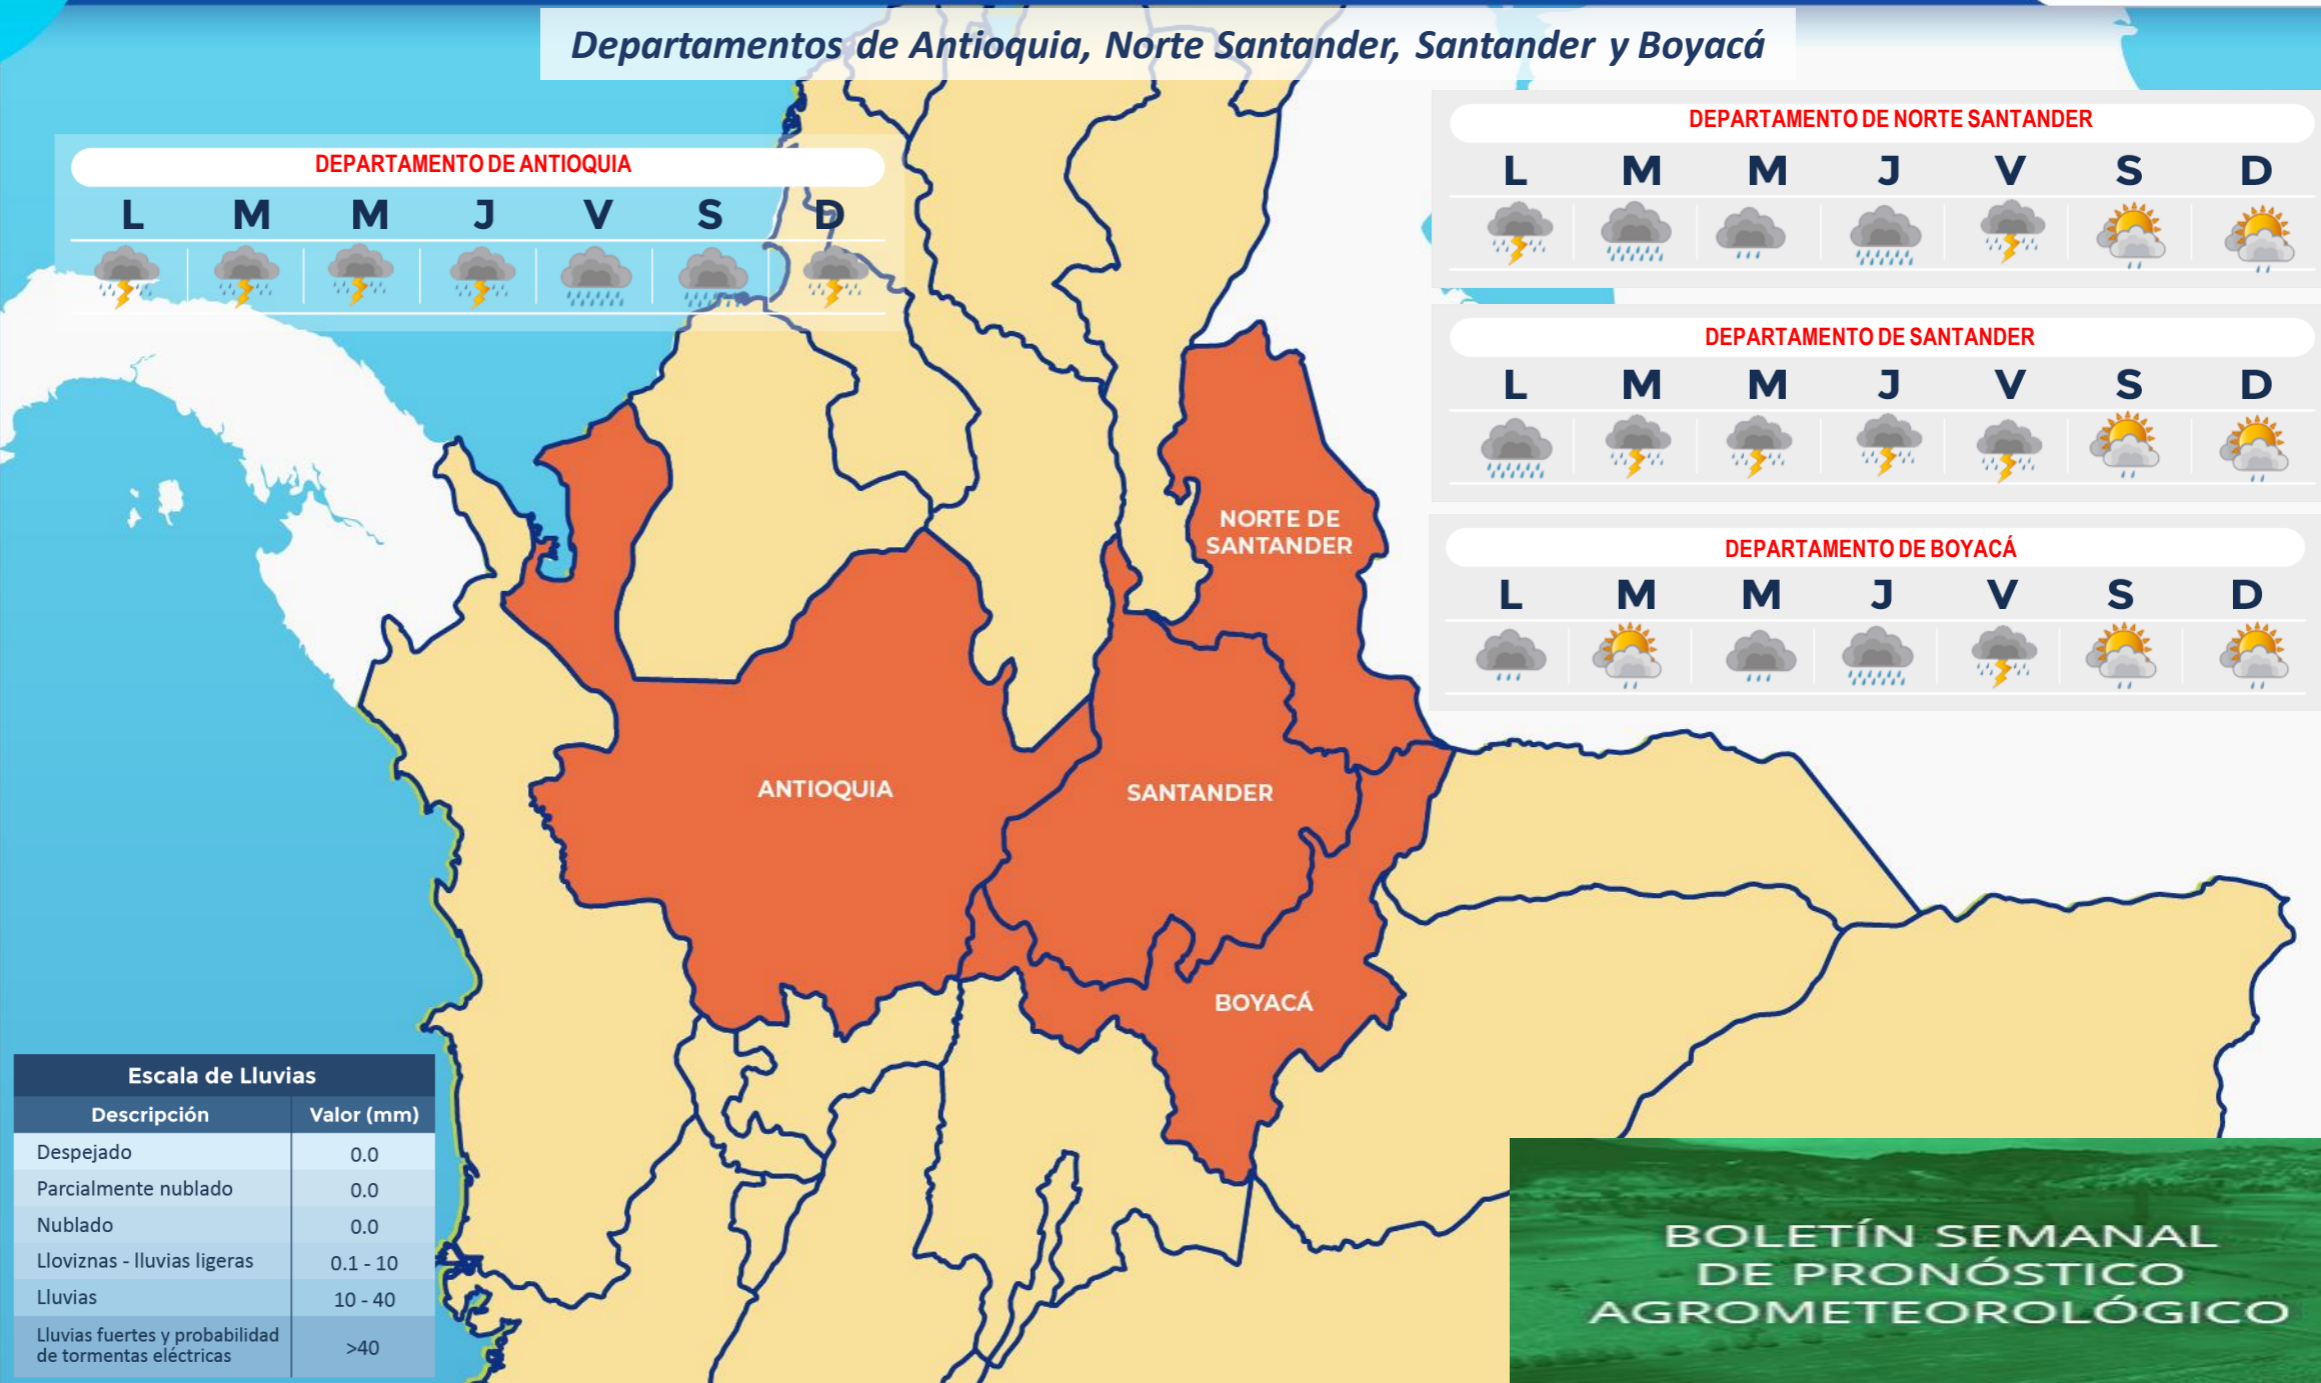 Departamentos de Antioquia, Norte Santander, Santander y Boyacá
DEPARTAMENTO DE ANTIOQUIA
L M M J V S D
DEPARTAMENTO DE NORTE SANTANDER
L M M J V S D
DEPARTAMENTO DE SANTANDER
L M M J V S D
DEPARTAMENTO DE BOYACÁ
L M M J V S D
NORTE DE
SANTANDER
ANTIOQUIA
SANTANDER
BOYACÁ
Escala de Lluvias
Descripción Valor (mm)
Despejado 0.0
Parcialmente nublado 0.0
Nublado 0.0
Lloviznas - lluvias ligeras 0.1 - 10
Lluvias 10 - 40
Lluvias fuertes y probabilidad
de tormentas eléctricas >40
BOLETÍN SEMANAL
DE PRONÓSTICO
AGROMETEOROLÓGICO